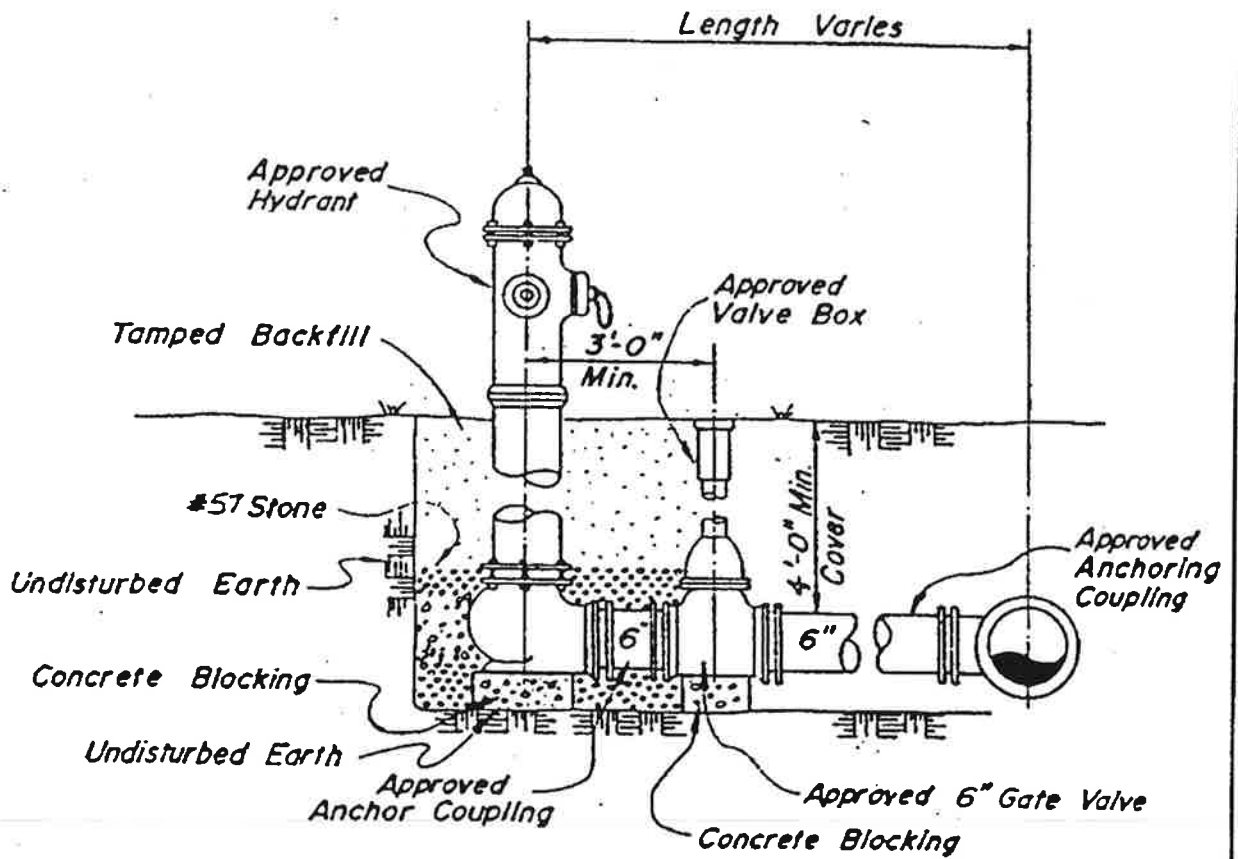 Length Varies
Approved
Hydrant
Approved
Valve Box
Tamped Backfill
3'-0"
Min.
#57 Stone
4'-0" Min.
Cover
Approved
Anchoring
Coupling
Undisturbed Earth
6"
6"
Concrete Blocking
Undisturbed Earth
Approved
Anchor Coupling
Approved 6" Gate Valve
Concrete Blocking